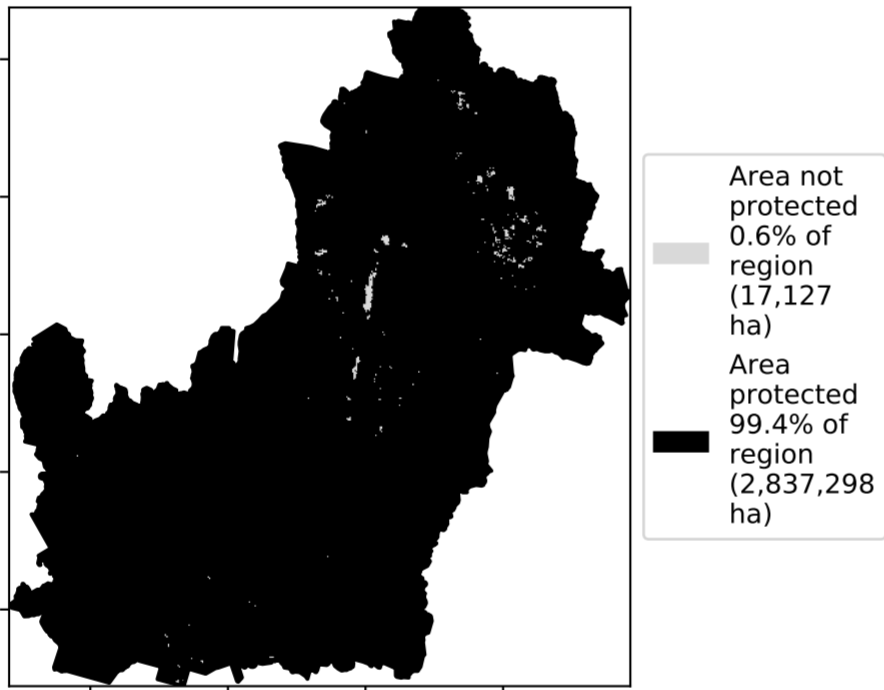 Area not
protected
0.6% of
region
(17,127
ha)
Area
protected
99.4% of
region
(2,837,298
ha)